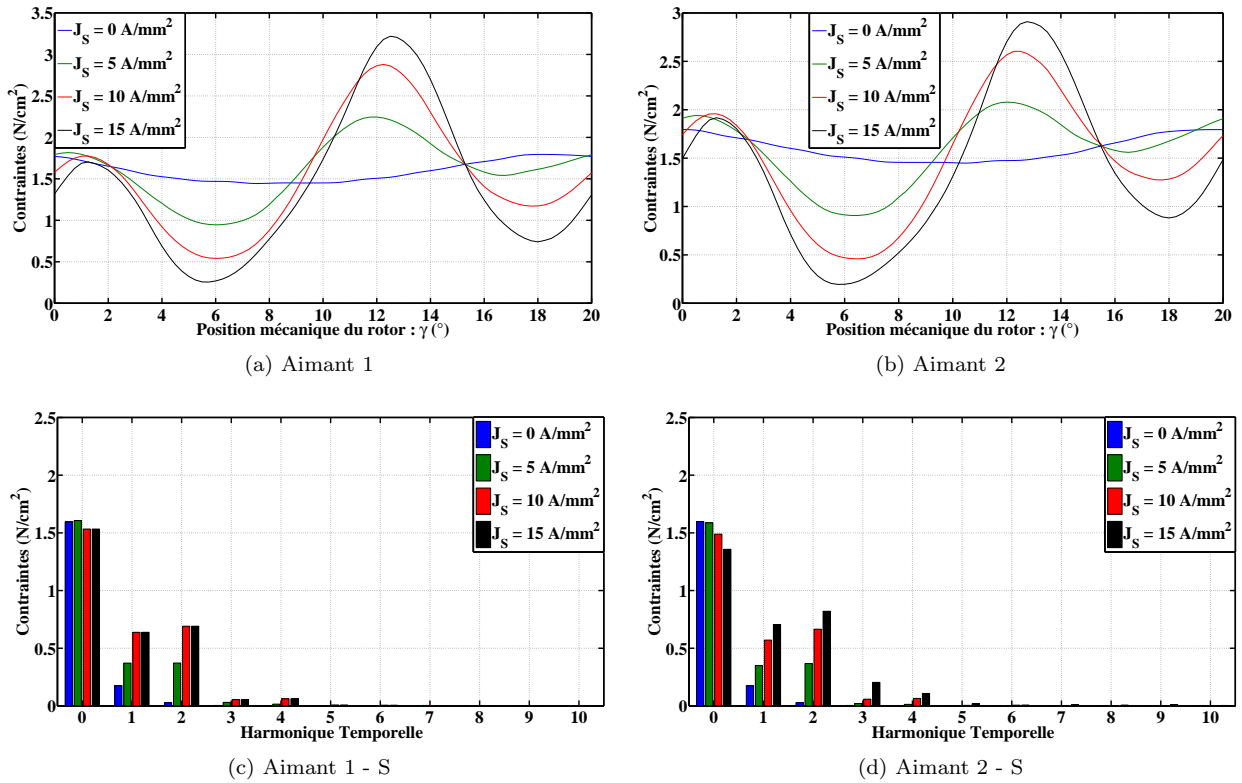 3.5
3
2.5
2
1.5
1
0.5
0
Contraintes (N/cm²)
J_S = 0 A/mm²
J_S = 5 A/mm²
J_S = 10 A/mm²
J_S = 15 A/mm²
0 2 4 6 8 10 12 14 16 18 20
Position mécanique du rotor : γ (°)
(a) Aimant 1
3
2.5
2
1.5
1
0.5
0
Contraintes (N/cm²)
J_S = 0 A/mm²
J_S = 5 A/mm²
J_S = 10 A/mm²
J_S = 15 A/mm²
0 2 4 6 8 10 12 14 16 18 20
Position mécanique du rotor : γ (°)
(b) Aimant 2
2.5
2
1.5
1
0.5
0
Contraintes (N/cm²)
J_S = 0 A/mm²
J_S = 5 A/mm²
J_S = 10 A/mm²
J_S = 15 A/mm²
0 1 2 3 4 5 6 7 8 9 10
Harmonique Temporelle
(c) Aimant 1 - S
2.5
2
1.5
1
0.5
0
Contraintes (N/cm²)
J_S = 0 A/mm²
J_S = 5 A/mm²
J_S = 10 A/mm²
J_S = 15 A/mm²
0 1 2 3 4 5 6 7 8 9 10
Harmonique Temporelle
(d) Aimant 2 - S